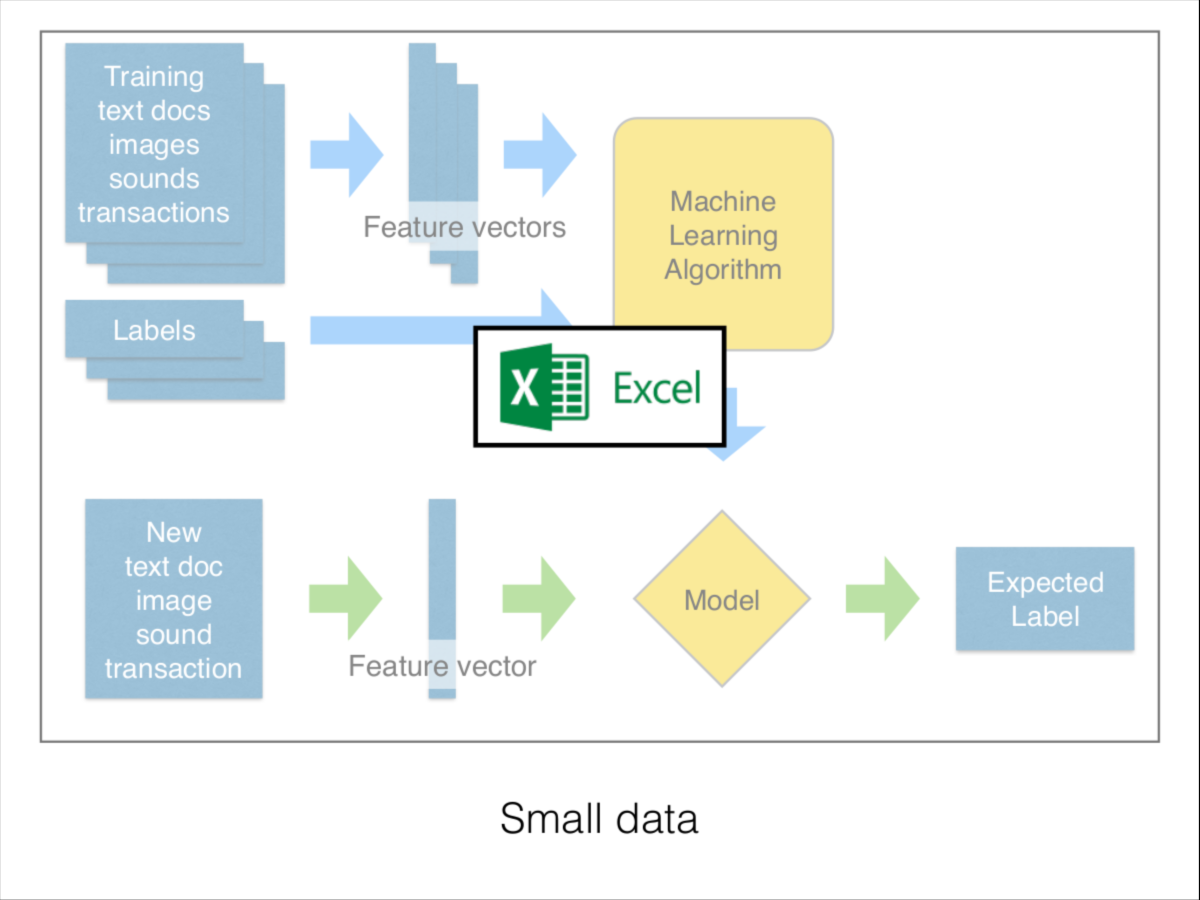 Training
text docs
images
sounds
transactions
Feature vectors
Machine
Learning
Algorithm
Labels
X Excel
New
text doc
image
sound
transaction
Feature vector
Model
Expected
Label
Small data